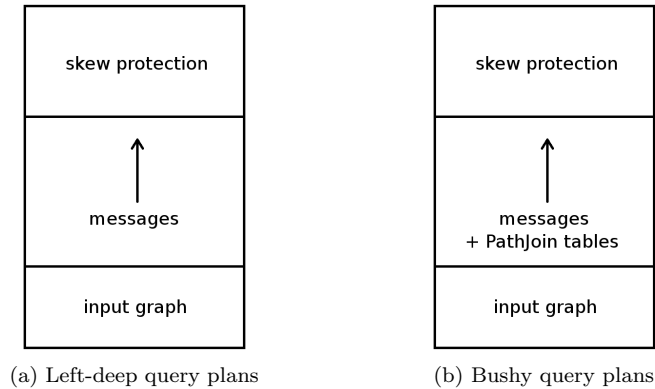 skew protection
messages
input graph
(a) Left-deep query plans
skew protection
messages
+ PathJoin tables
input graph
(b) Bushy query plans